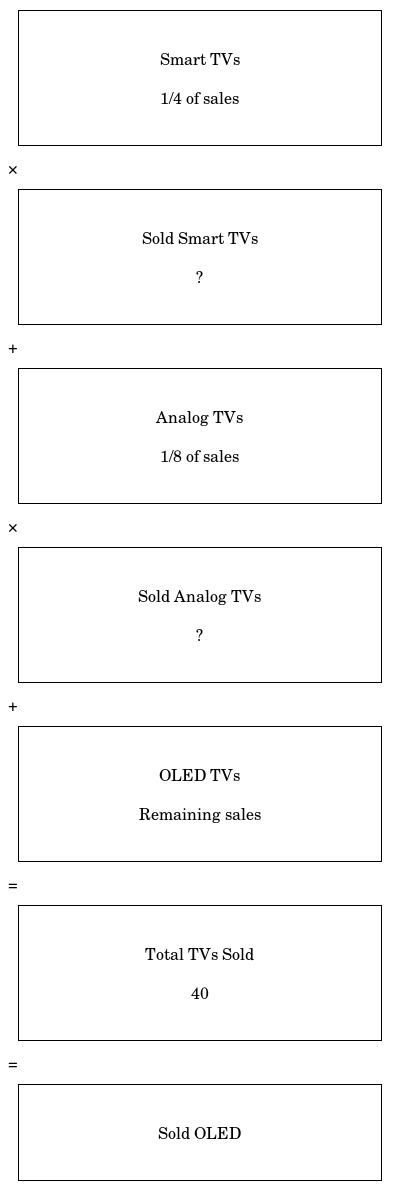 Smart TVs
1/4 of sales
×
Sold Smart TVs
?
+
Analog TVs
1/8 of sales
×
Sold Analog TVs
?
+
OLED TVs
Remaining sales
=
Total TVs Sold
40
=
Sold OLED